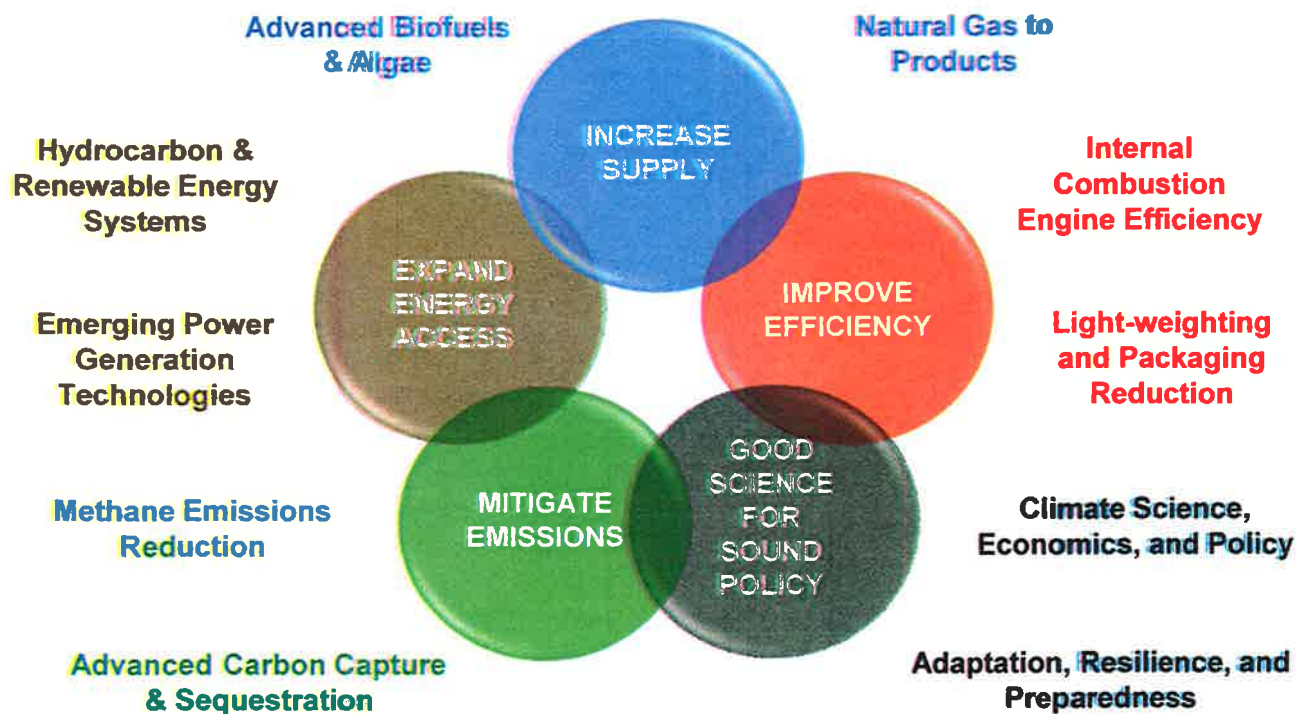 Advanced Biofuels
& Algae
Natural Gas to
Products
INCREASE
SUPPLY
Hydrocarbon &
Renewable Energy
Systems
Internal
Combustion
Engine Efficiency
EXPAND
ENERGY
ACCESS
IMPROVE
EFFICIENCY
Emerging Power
Generation
Technologies
Light-weighting
and Packaging
Reduction
MITIGATE
EMISSIONS
GOOD
SCIENCE
FOR
SOUND
POLICY
Methane Emissions
Reduction
Climate Science,
Economics, and Policy
Advanced Carbon Capture
& Sequestration
Adaptation, Resilience, and
Preparedness